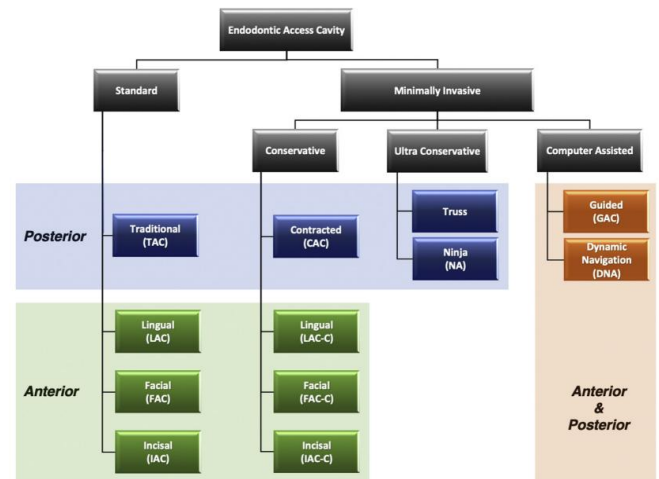 Endodontic Access Cavity
Standard
Minimally Invasive
Conservative
Ultra Conservative
Computer Assisted
Posterior
Traditional
(TAC)
Contracted
(CAC)
Truss
Ninja
(NA)
Guided
(GAC)
Dynamic
Navigation
(DNA)
Anterior
Lingual
(LAC)
Facial
(FAC)
Incisal
(IAC)
Lingual
(LAC-C)
Facial
(FAC-C)
Incisal
(IAC-C)
Anterior
&
Posterior